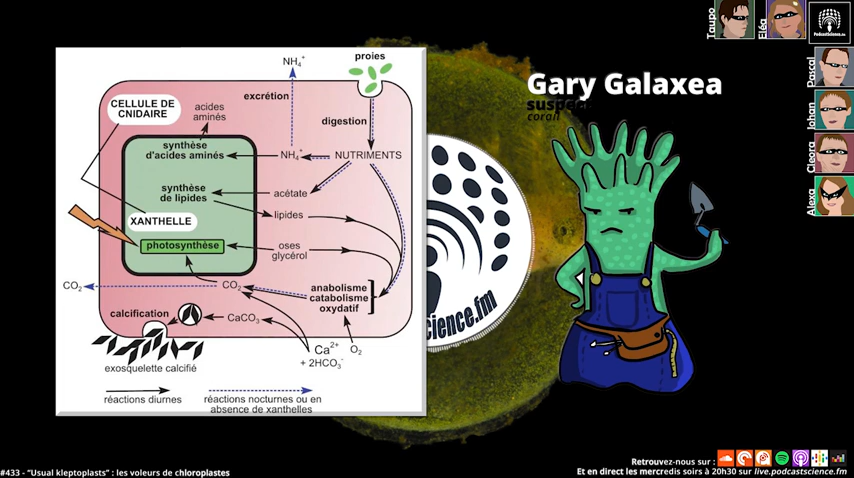 NH₄⁺
proies
excrétion
CELLULE DE
CNIDAIRE
acides
aminés
digestion
synthèse
d'acides aminés
NH₄⁺
NUTRIMENTS
synthèse
de lipides
acétate
lipides
XANTHELLE
photosynthèse
oses
glycérol
CO₂
CO₂
anabolisme
catabolisme
oxydatif
calcification
CaCO₃
Ca²⁺
+ 2HCO₃⁻
O₂
exosquelette calcifié
réactions diurnes
réactions nocturnes ou en
absence de xanthelles
Gary Galaxea
suspect
corail
science.fm
Taupo
Eléa
PodcastScience.fm
Pascal
Johan
Cleora
Alexa
#433 - “Usual kleptoplasts” : les voleurs de chloroplastes
Retrouvez-nous sur :
Et en direct les mercredis soirs à 20h30 sur live.podcastscience.fm